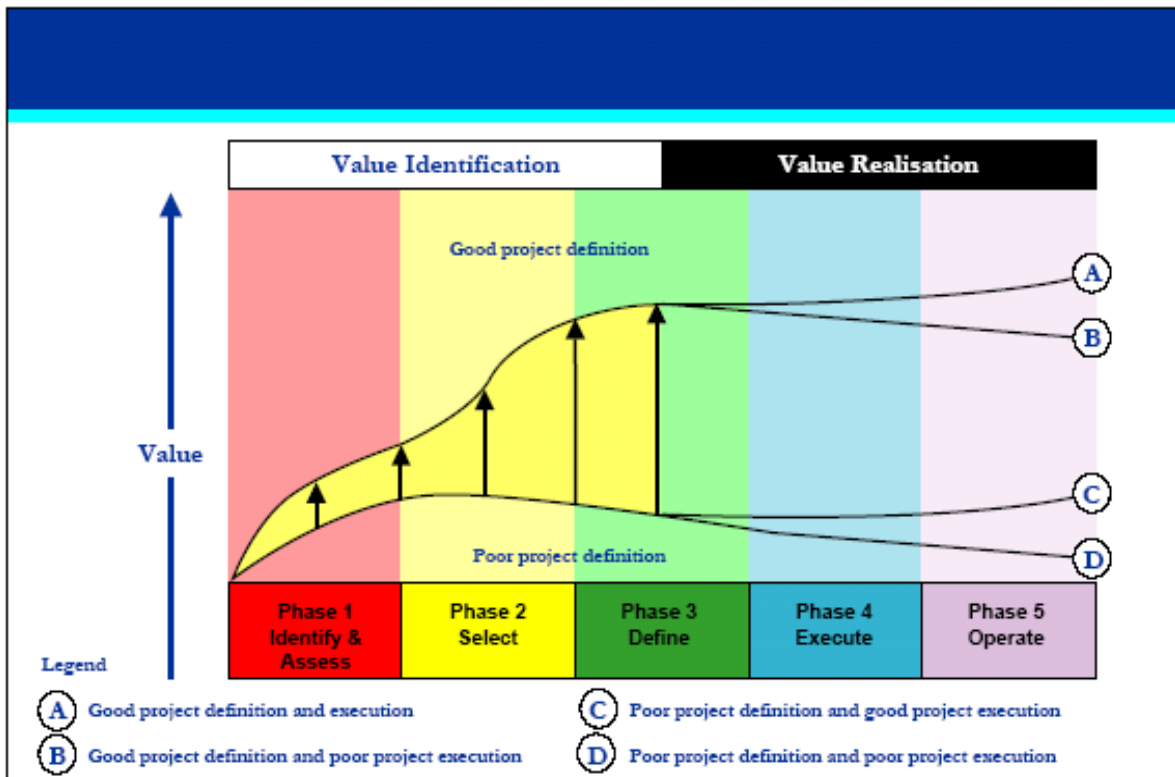 Value Identification
Value Realisation
Good project definition
A
B
Value
C
Poor project definition
D
Phase 1
Identify &
Assess
Phase 2
Select
Phase 3
Define
Phase 4
Execute
Phase 5
Operate
Legend
A Good project definition and execution
B Good project definition and poor project execution
C Poor project definition and good project execution
D Poor project definition and poor project execution